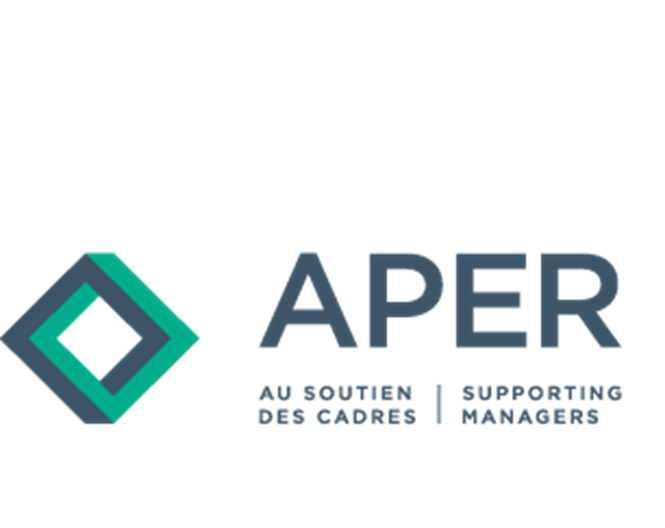 APER
AU SOUTIEN
DES CADRES
SUPPORTING
MANAGERS